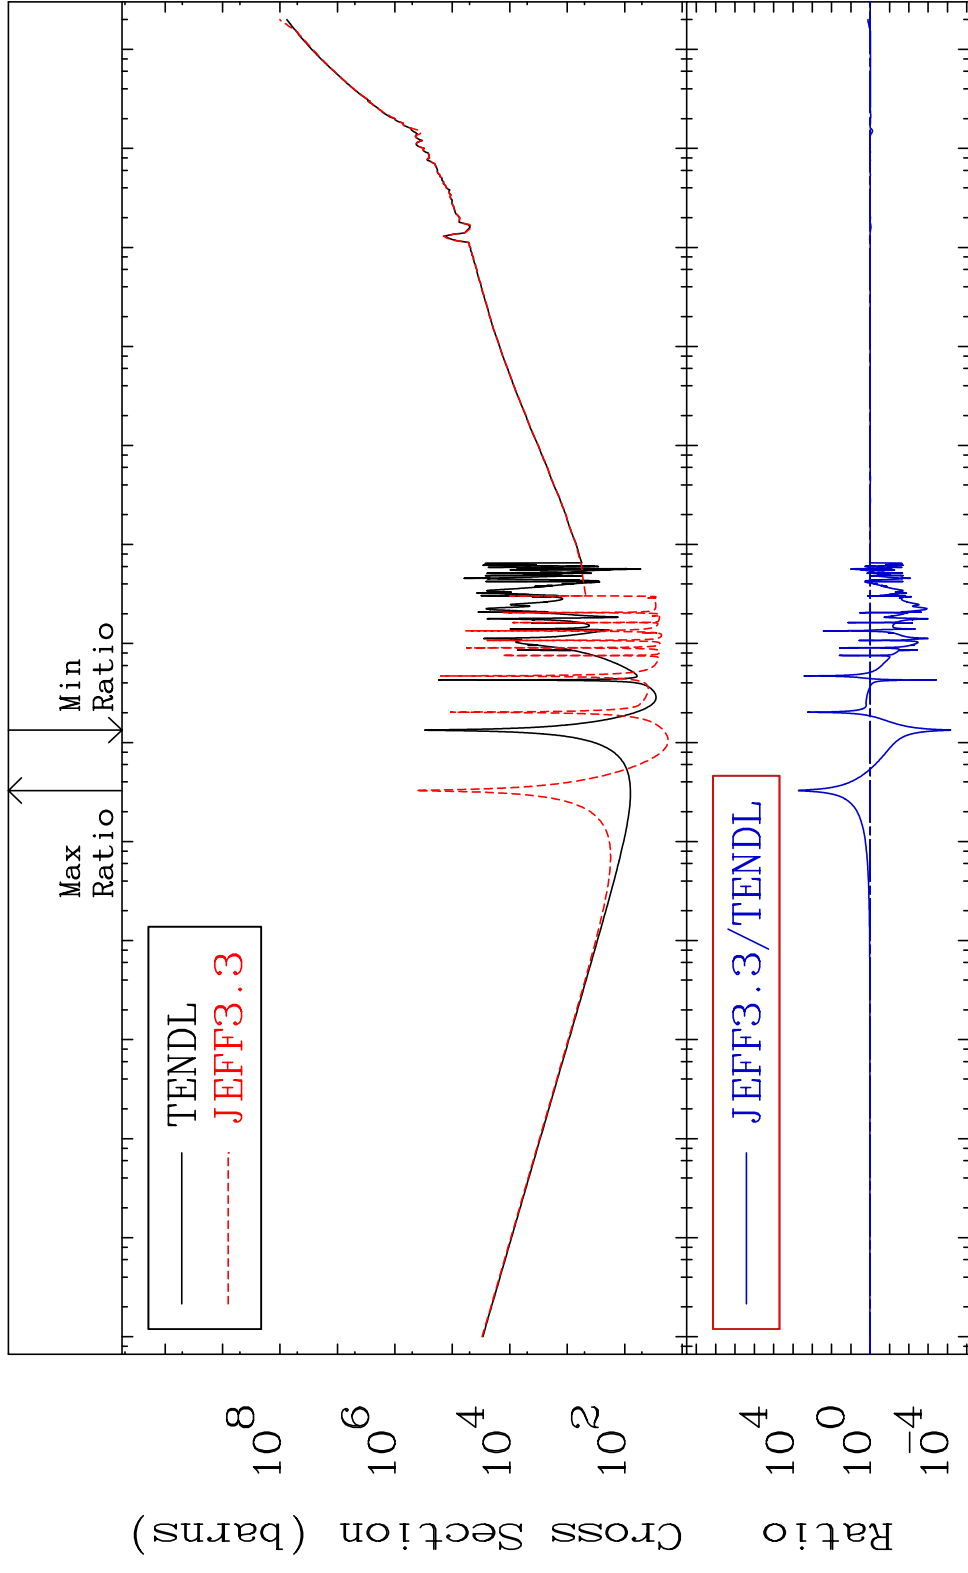 Max
Ratio
Min
Ratio
TENDL
JEFF3.3
10 8
10 6
10 4
10 2
Cross Section (barns)
JEFF3.3/TENDL
10 4
10 0
10 -4
Ratio